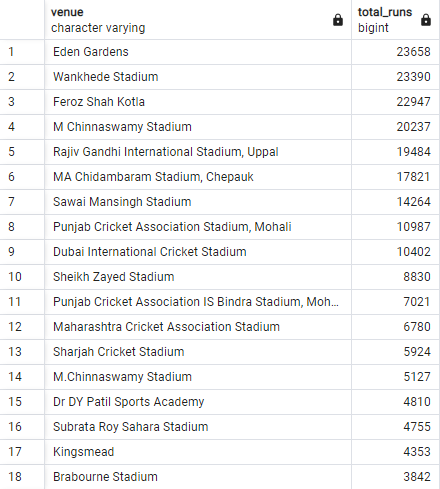 venue total_runs
character varying bigint
1 Eden Gardens 23658
2 Wankhede Stadium 23390
3 Feroz Shah Kotla 22947
4 M Chinnaswamy Stadium 20237
5 Rajiv Gandhi International Stadium, Uppal 19484
6 MA Chidambaram Stadium, Chepauk 17821
7 Sawai Mansingh Stadium 14264
8 Punjab Cricket Association Stadium, Mohali 10987
9 Dubai International Cricket Stadium 10402
10 Sheikh Zayed Stadium 8830
11 Punjab Cricket Association IS Bindra Stadium, Moh... 7021
12 Maharashtra Cricket Association Stadium 6780
13 Sharjah Cricket Stadium 5924
14 M.Chinnaswamy Stadium 5127
15 Dr DY Patil Sports Academy 4810
16 Subrata Roy Sahara Stadium 4755
17 Kingsmead 4353
18 Brabourne Stadium 3842